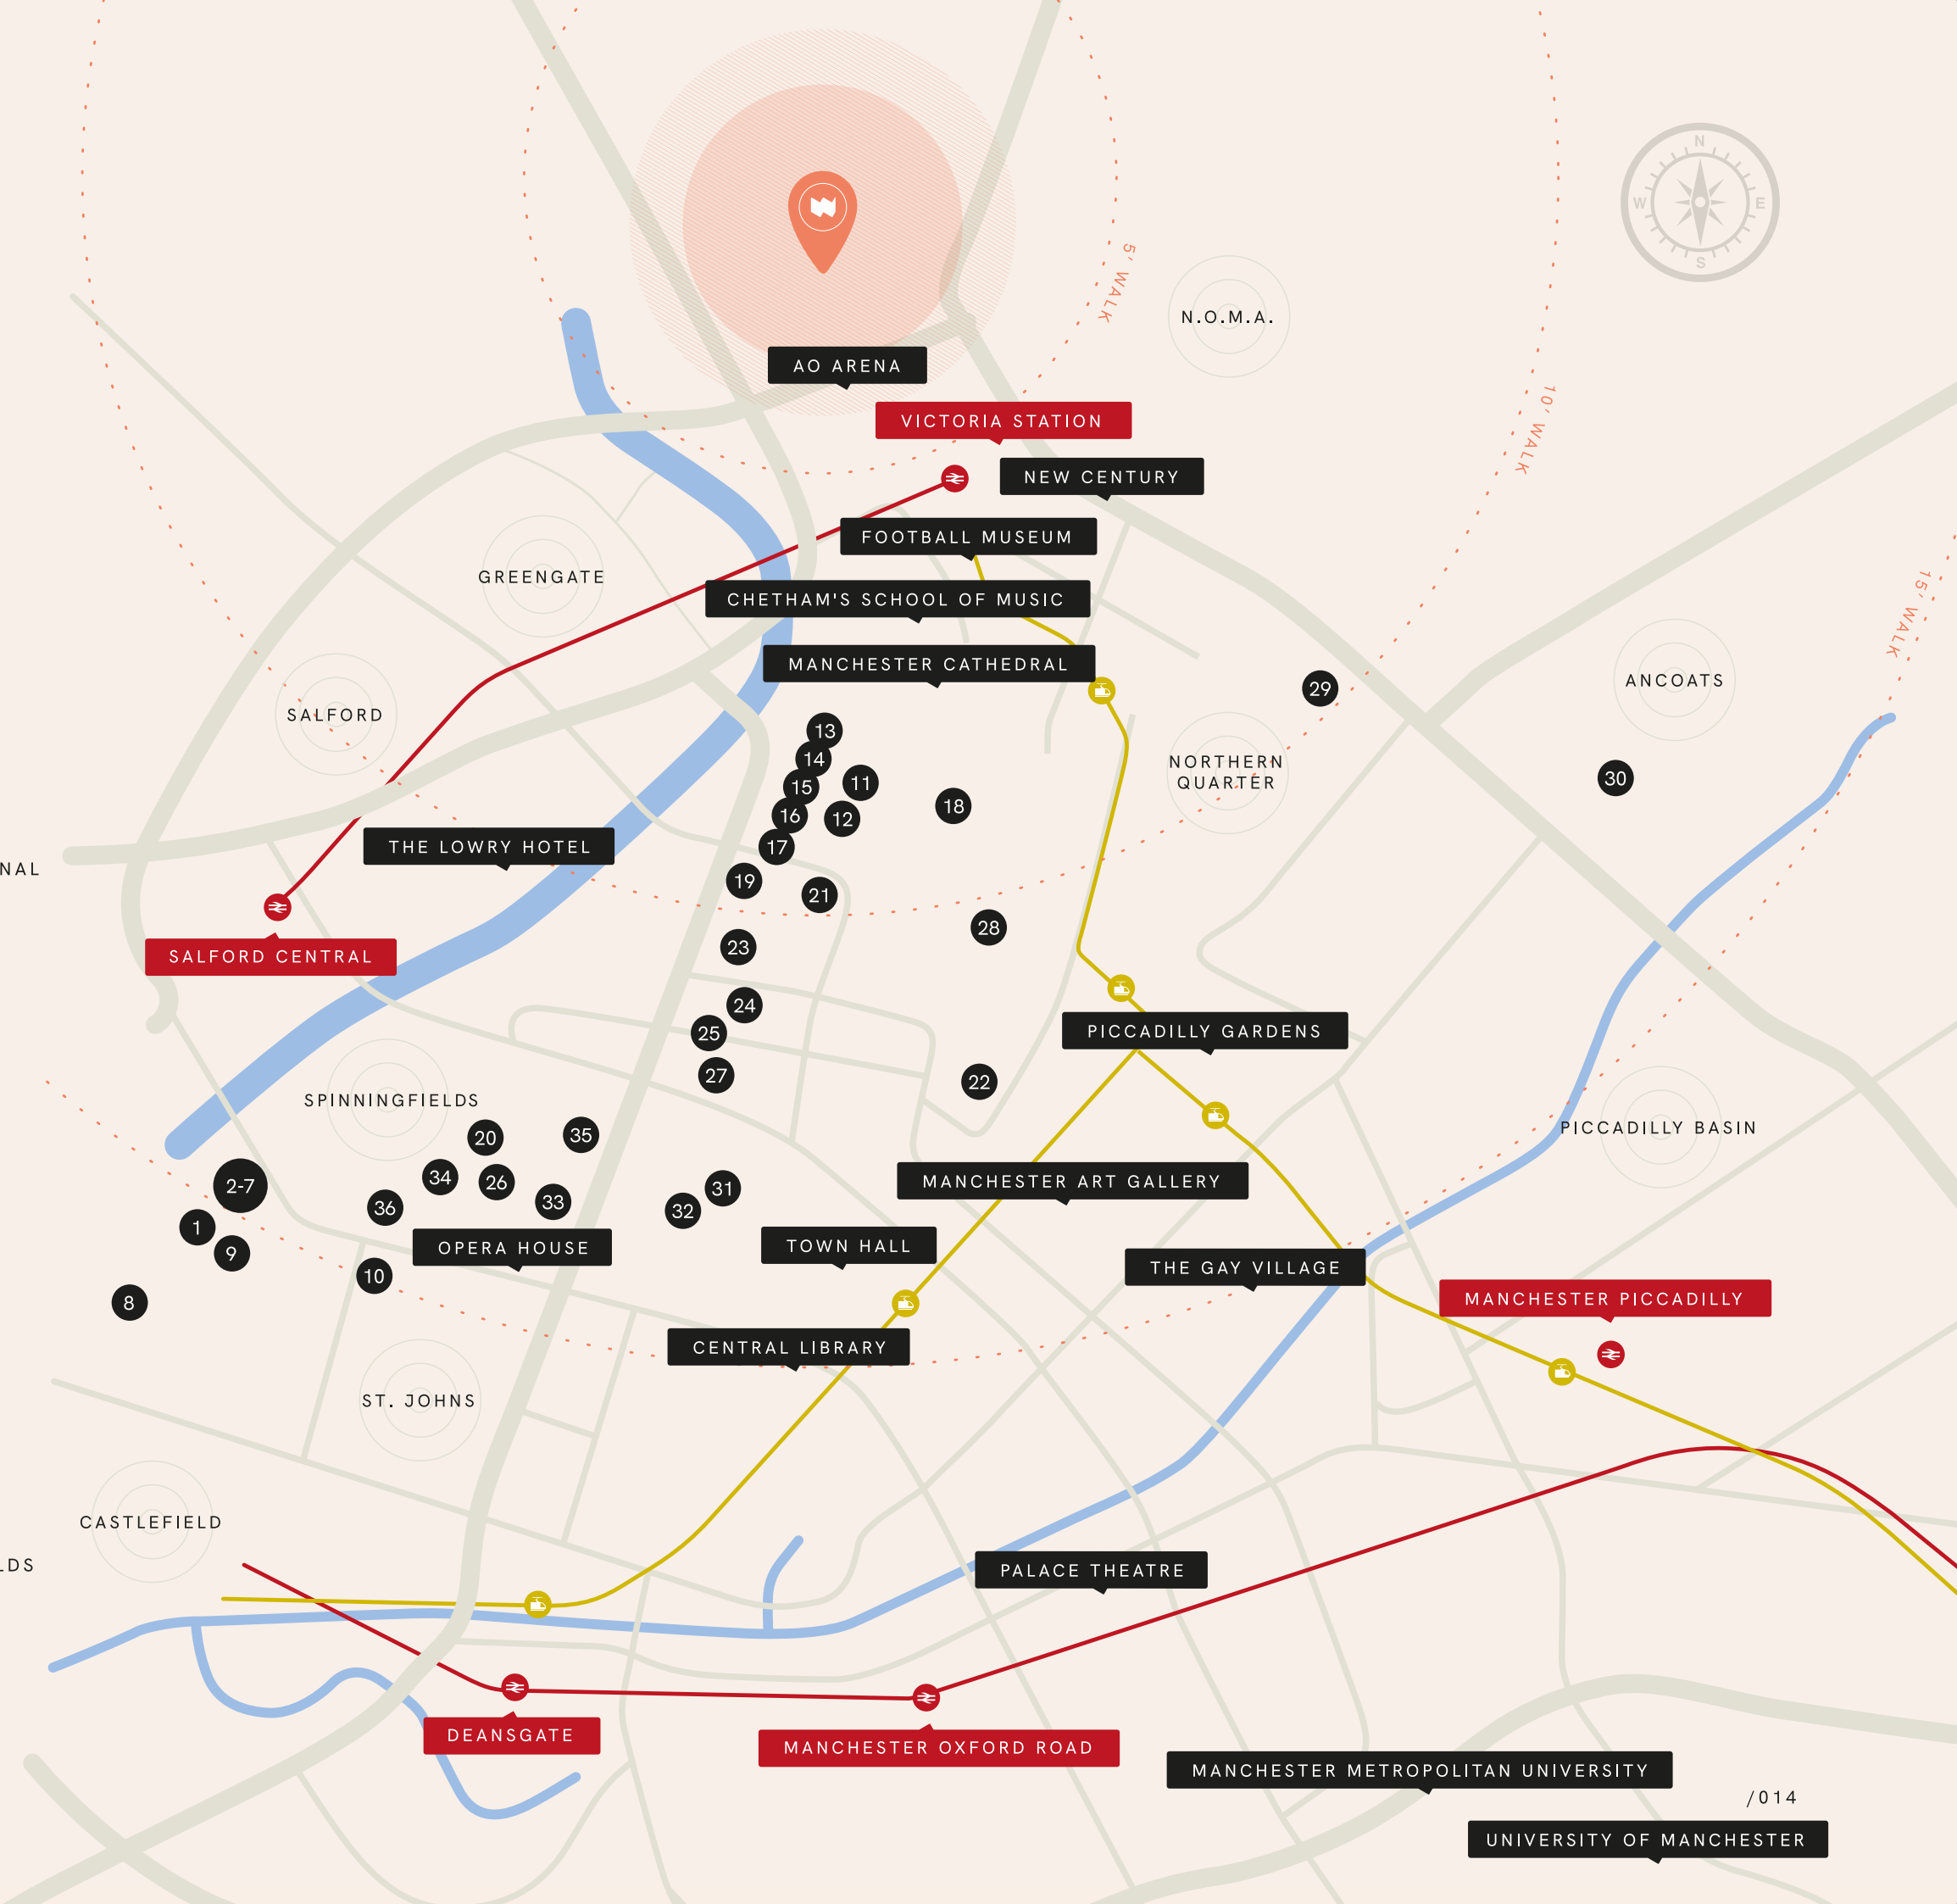 N
W
E
S
5' WALK
N.O.M.A.
AO ARENA
10' WALK
VICTORIA STATION
NEW CENTURY
FOOTBALL MUSEUM
GREENGATE
CHETHAM'S SCHOOL OF MUSIC
15' WALK
MANCHESTER CATHEDRAL
ANCOATS
29
SALFORD
13
14
NORTHERN
QUARTER
15
11
30
16
12
18
THE LOWRY HOTEL
17
NAL
19
21
28
SALFORD CENTRAL
23
24
25
PICCADILLY GARDENS
27
22
SPINNINGFIELDS
PICCADILLY BASIN
20
35
34
26
MANCHESTER ART GALLERY
2-7
31
36
33
32
1
OPERA HOUSE
TOWN HALL
9
THE GAY VILLAGE
10
8
MANCHESTER PICCADILLY
CENTRAL LIBRARY
ST. JOHNS
CASTLEFIELD
LDS
PALACE THEATRE
DEANSGATE
MANCHESTER OXFORD ROAD
MANCHESTER METROPOLITAN UNIVERSITY
/014
UNIVERSITY OF MANCHESTER